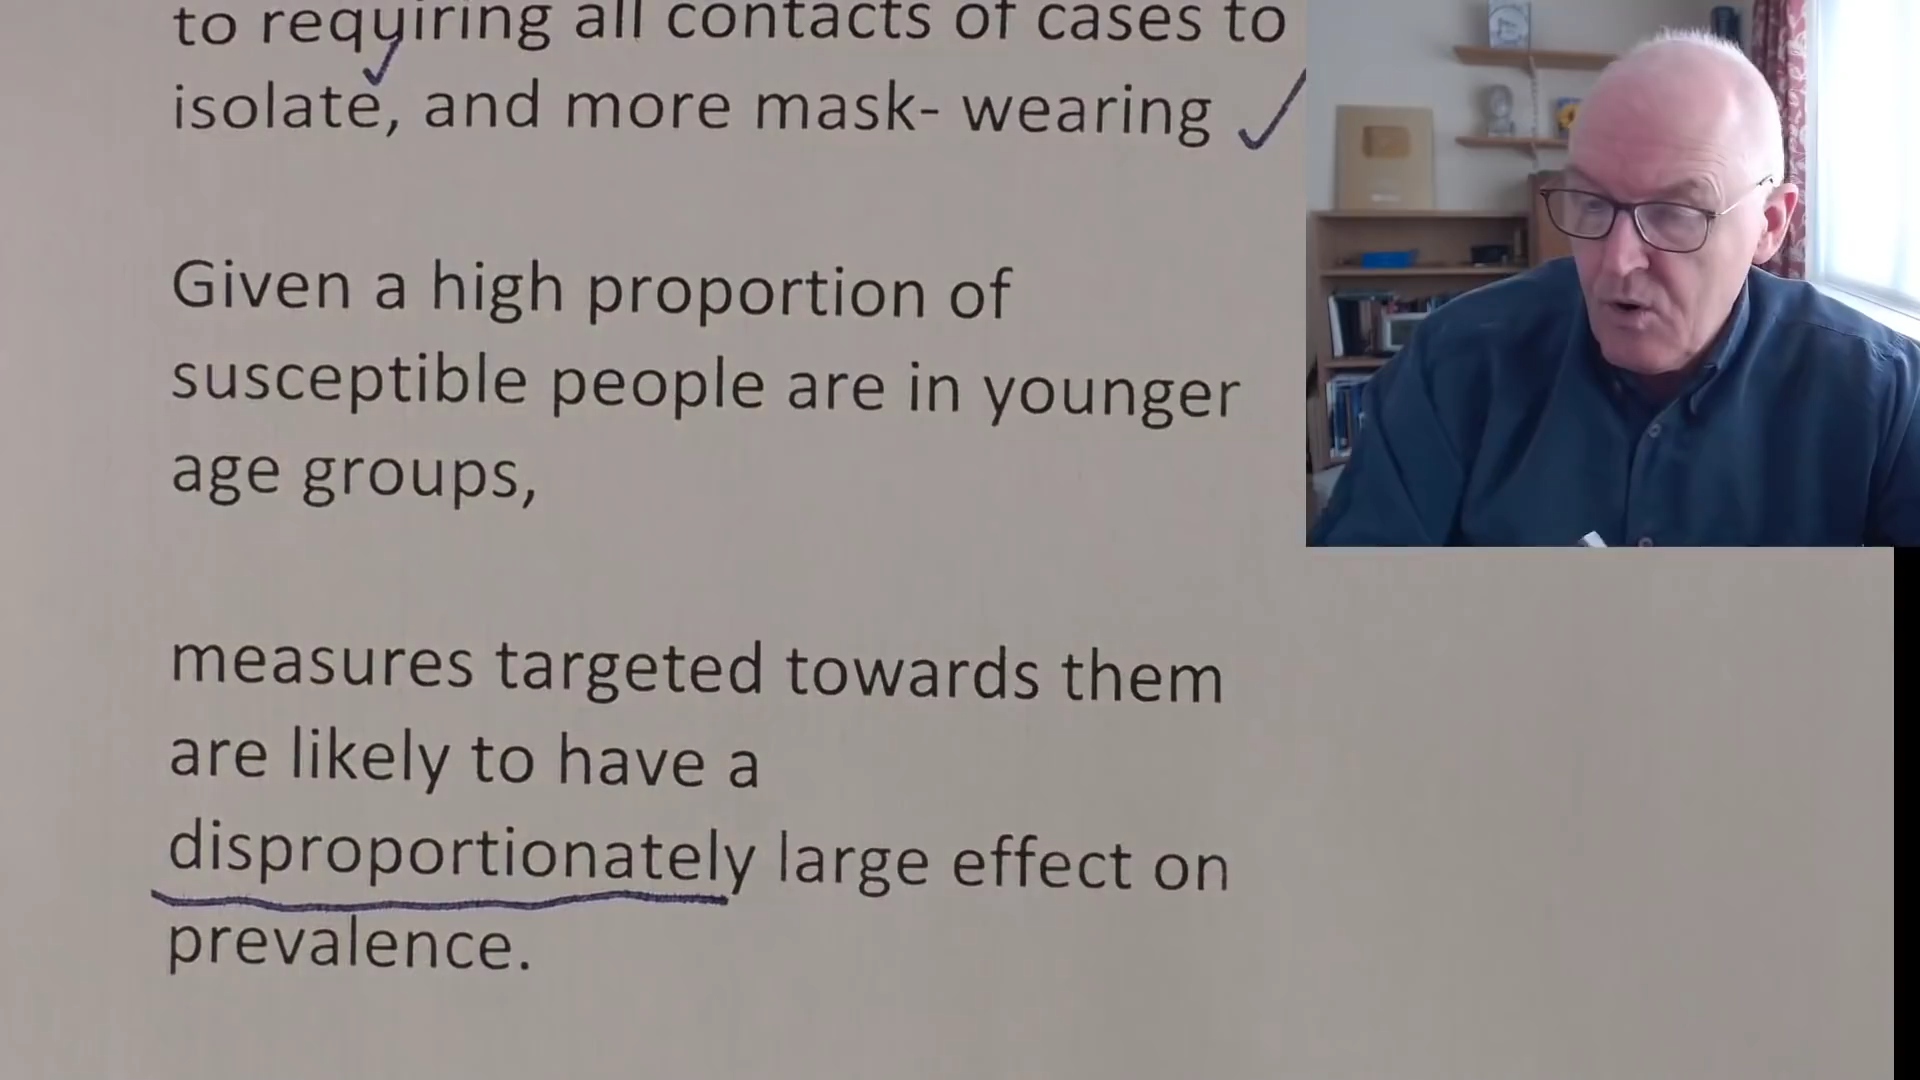 to requiring all contacts of cases to
isolate, and more mask- wearing
Given a high proportion of
susceptible people are in younger
age groups,
measures targeted towards them
are likely to have a
disproportionately large effect on
prevalence.